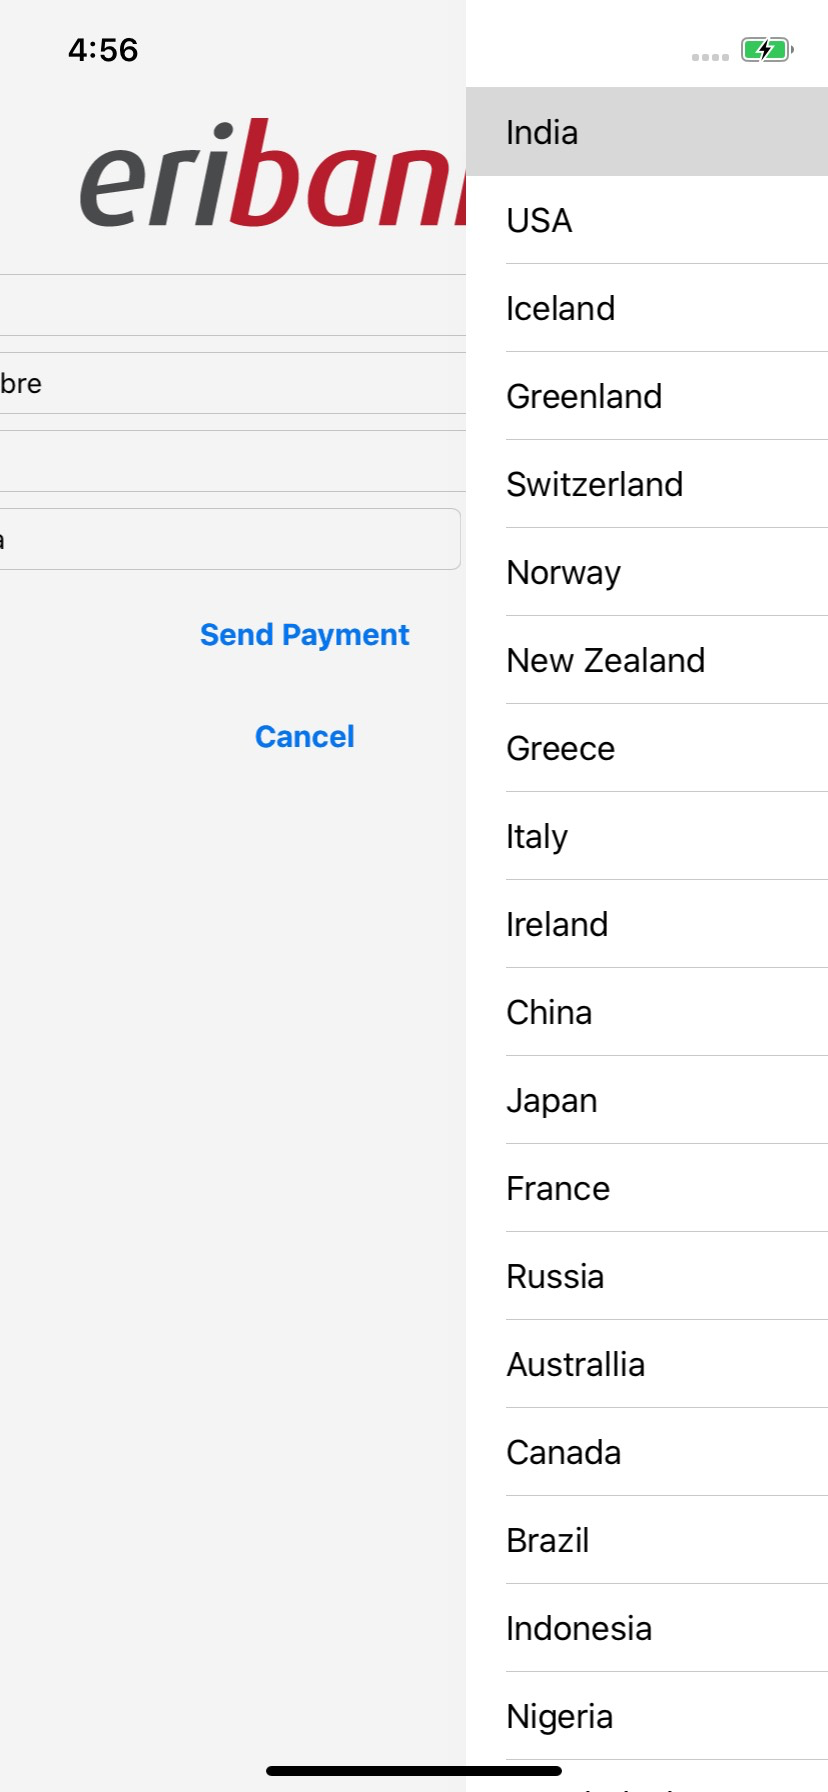 4:56
eriban
bre
a
Send Payment
Cancel
India
USA
Iceland
Greenland
Switzerland
Norway
New Zealand
Greece
Italy
Ireland
China
Japan
France
Russia
Australlia
Canada
Brazil
Indonesia
Nigeria